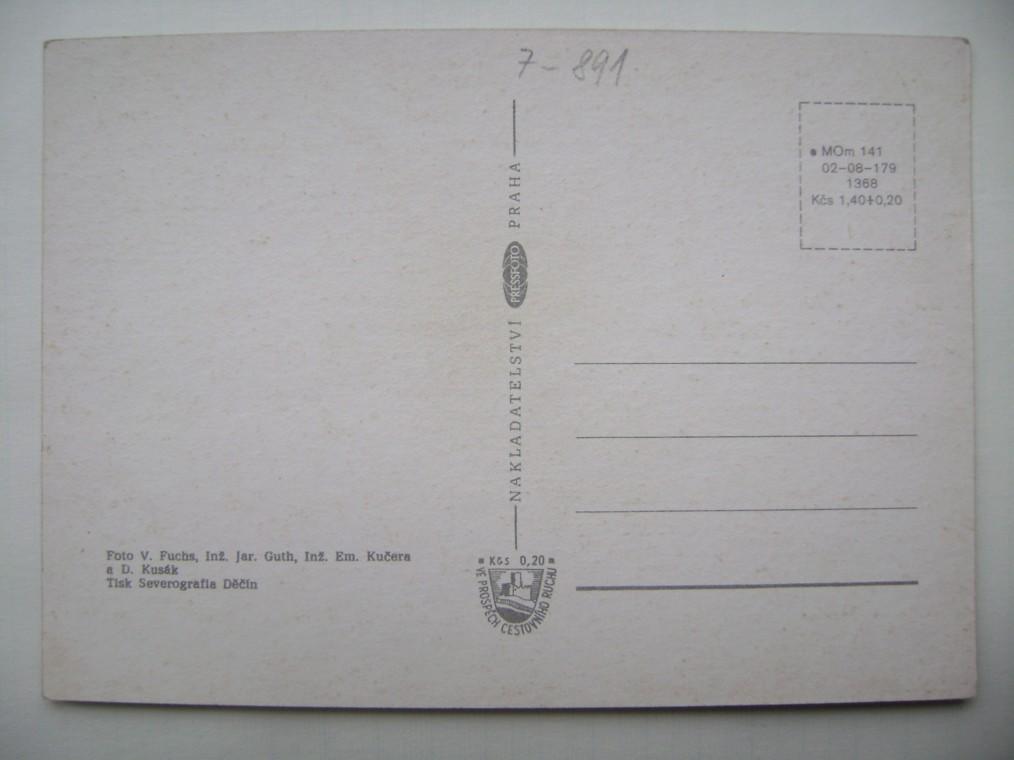 7-891.
• MOm 141
02-08-179
1368
Kčs 1,40+0,20
NAKLADATELSTVÍ PRESSFOTO PRAHA
Foto V. Fuchs, Inž. Jar. Guth, Inž. Em. Kučera
a D. Kusák
Tisk Severografia Děčín
Kčs 0,20
VE PROSPĚCH CESTOVNÍHO RUCHU